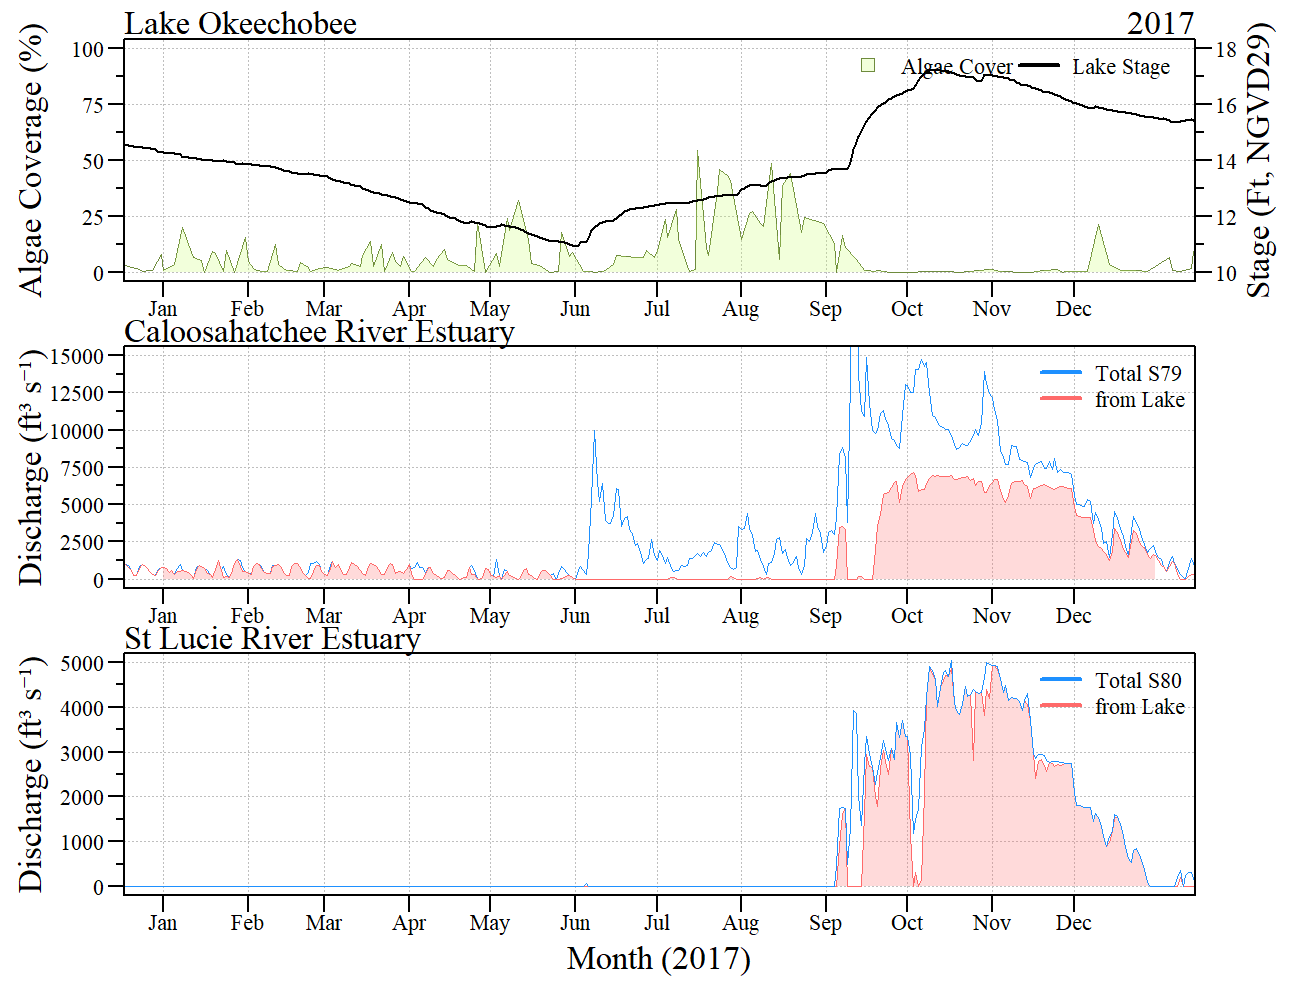 Lake Okeechobee 2017
Algae Coverage (%)
100
75
50
25
0
Algae Cover Lake Stage
18
16
14
12
10
Stage (Ft, NGVD29)
Jan Feb Mar Apr May Jun Jul Aug Sep Oct Nov Dec
Caloosahatchee River Estuary
Discharge (ft³ s⁻¹)
15000
12500
10000
7500
5000
2500
0
Total S79
from Lake
Jan Feb Mar Apr May Jun Jul Aug Sep Oct Nov Dec
St Lucie River Estuary
Discharge (ft³ s⁻¹)
5000
4000
3000
2000
1000
0
Total S80
from Lake
Jan Feb Mar Apr May Jun Jul Aug Sep Oct Nov Dec
Month (2017)